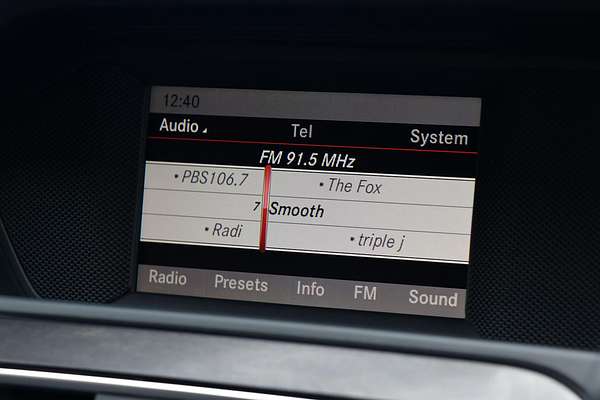 12:40
Audio Tel System
FM 91.5 MHz
PBS106.7 The Fox
7 Smooth
Radi triple j
Radio Presets Info FM Sound